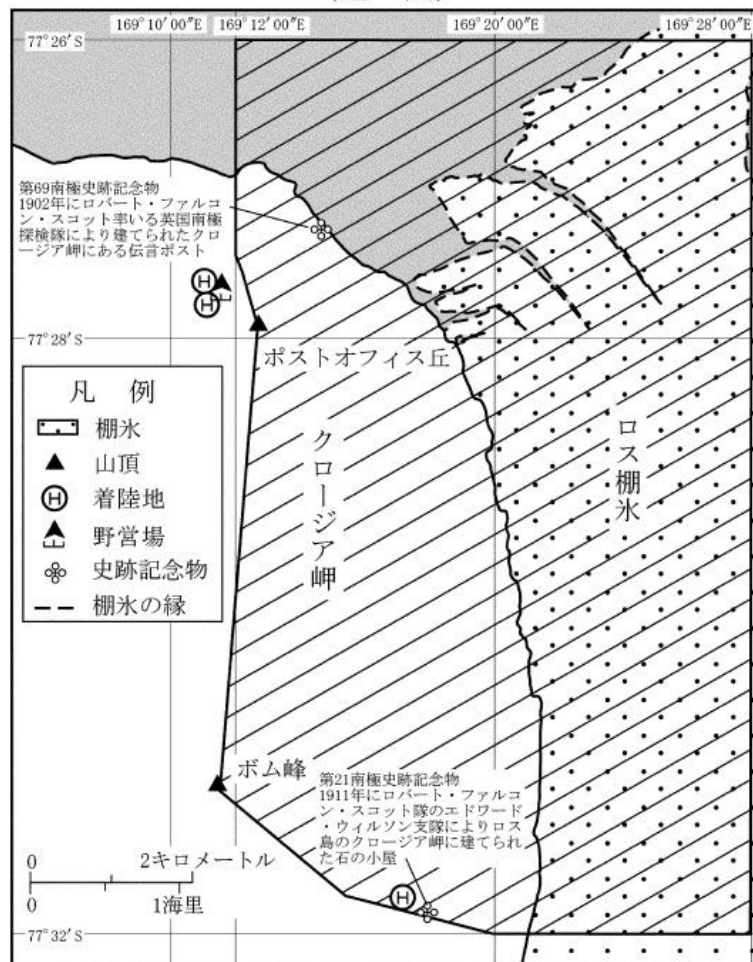 169°10′00″E
169°12′00″E
169°20′00″E
169°28′00″E
77°26′S
第69南極史跡記念物
1902年にロバート・ファルコ
ン・スコット率いる英国南極
探検隊により建てられたクロ
ージア岬にある伝言ポスト
H
H
77°28′S
ポストオフィス丘
凡 例
棚氷
山頂
H 着陸地
野営場
史跡記念物
棚氷の縁
クロージア岬
ロス棚氷
ボム峰
第21南極史跡記念物
1911年にロバート・ファルコ
ン・スコット隊のエドワード
・ウィルソン支隊によりロス
島のクロージア岬に建てられ
た石の小屋
H
0 2キロメートル
0 1海里
77°32′S